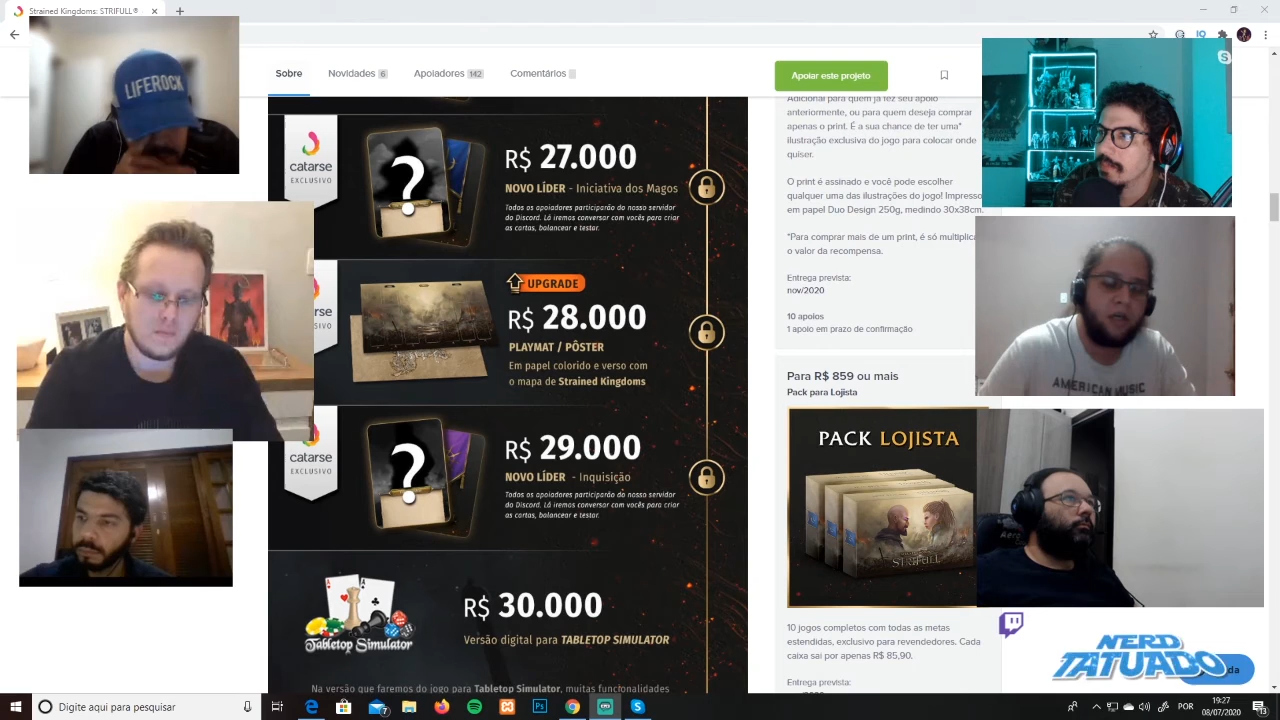 Strained Kingdoms: STRIFULL®
Sobre
Novidades 6
Apoiadores 142
Comentários
Apoiar este projeto
LIFEROCK
catarse
EXCLUSIVO
?
R$ 27.000
NOVO LÍDER - Iniciativa dos Magos
Todos os apoiadores participarão do nosso servidor
do Discord. Lá iremos conversar com vocês para criar
as cartas, balancear e testar.
catarse
EXCLUSIVO
UPGRADE
R$ 28.000
PLAYMAT / PÔSTER
Em papel colorido e verso com
o mapa de Strained Kingdoms
catarse
EXCLUSIVO
?
R$ 29.000
NOVO LÍDER - Inquisição
Todos os apoiadores participarão do nosso servidor
do Discord. Lá iremos conversar com vocês para criar
as cartas, balancear e testar.
Tabletop Simulator
R$ 30.000
Versão digital para TABLETOP SIMULATOR
Na versão que faremos do jogo para Tabletop Simulator, muitas funcionalidades
Adicional para quem já fez seu apoio
anteriormente, ou para quem deseja comprar
apenas o print. É a sua chance de ter uma*
ilustração exclusiva do jogo para colocar onde
quiser.
O print é assinado e você pode escolher
qualquer uma das ilustrações do jogo! Impresso
em papel Duo Design 250g, medindo 30x38cm.
*Para comprar mais de um print, é só multiplica
o valor da recompensa.
Entrega prevista:
nov/2020
10 apoios
1 apoio em prazo de confirmação
Para R$ 859 ou mais
Pack para Lojista
PACK LOJISTA
STRIFULL
10 jogos completos com todas as metas
estendidas, exclusivo para revendedores. Cada
caixa sai por apenas R$ 85,90.
Entrega prevista:
AMERICAN MUSIC
Aero
NERD
TATUADO
da
Digite aqui para pesquisar
7
POR
19:27
08/07/2020
13